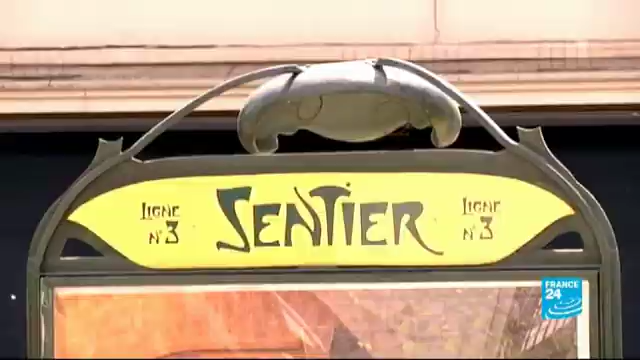 LIGNE
N° 3
SENTIER
LIGNE
N° 3
FRANCE
24